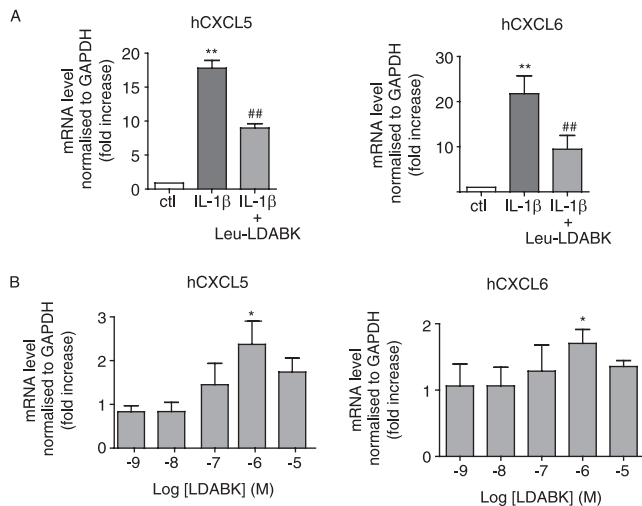 A
hCXCL5
mRNA level
normalised to GAPDH
(fold increase)
20
15
10
5
0
**
##
ctl
IL-1β
IL-1β
+
Leu-LDABK
hCXCL6
mRNA level
normalised to GAPDH
(fold increase)
30
20
10
**
##
ctl
IL-1β
IL-1β
+
Leu-LDABK
B
hCXCL5
mRNA level
normalised to GAPDH
(fold increase)
3
2
1
0
*
-9
-8
-7
-6
-5
Log [LDABK] (M)
hCXCL6
mRNA level
normalised to GAPDH
(fold increase)
2
1
0
*
-9
-8
-7
-6
-5
Log [LDABK] (M)